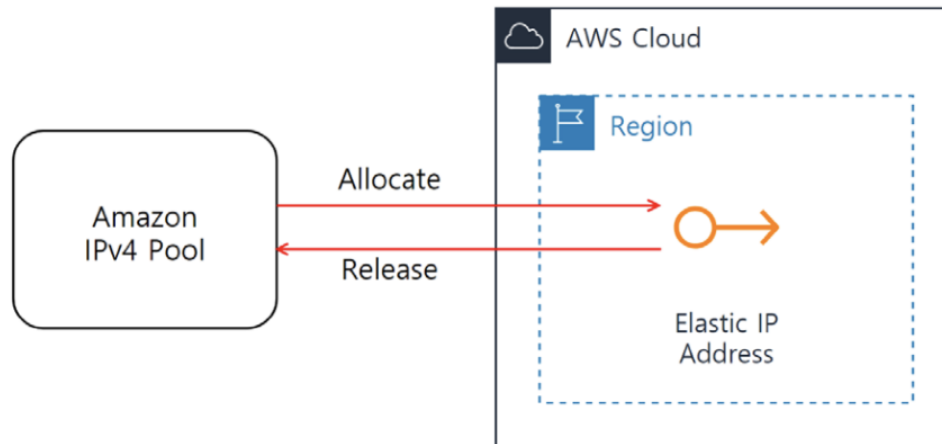 AWS Cloud
Region
Allocate
Amazon
IPv4 Pool
Release
Elastic IP
Address